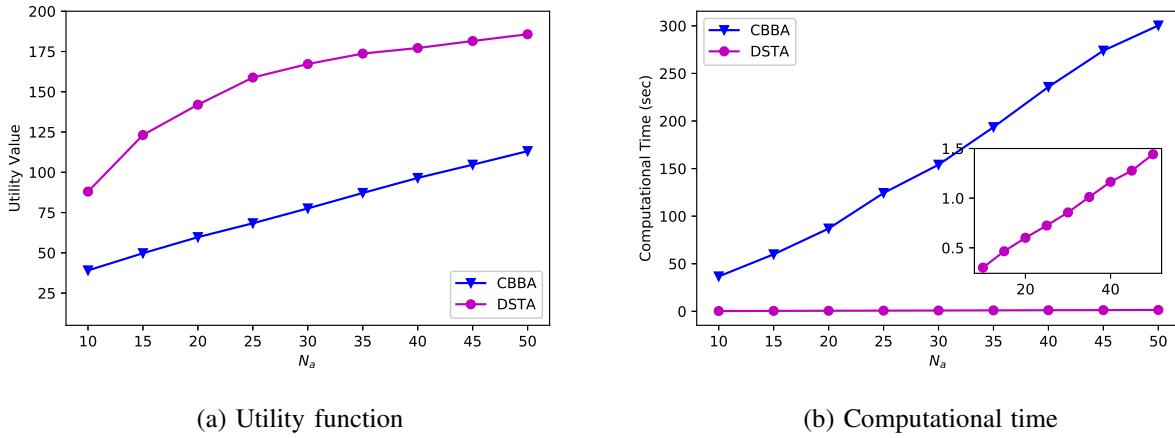 200
175
150
125
100
75
50
25
Utility Value
CBBA
DSTA
10 15 20 25 30 35 40 45 50
N_a
(a) Utility function
300
250
200
150
100
50
0
Computational Time (sec)
CBBA
DSTA
1.5
1.0
0.5
20 40
10 15 20 25 30 35 40 45 50
N_a
(b) Computational time